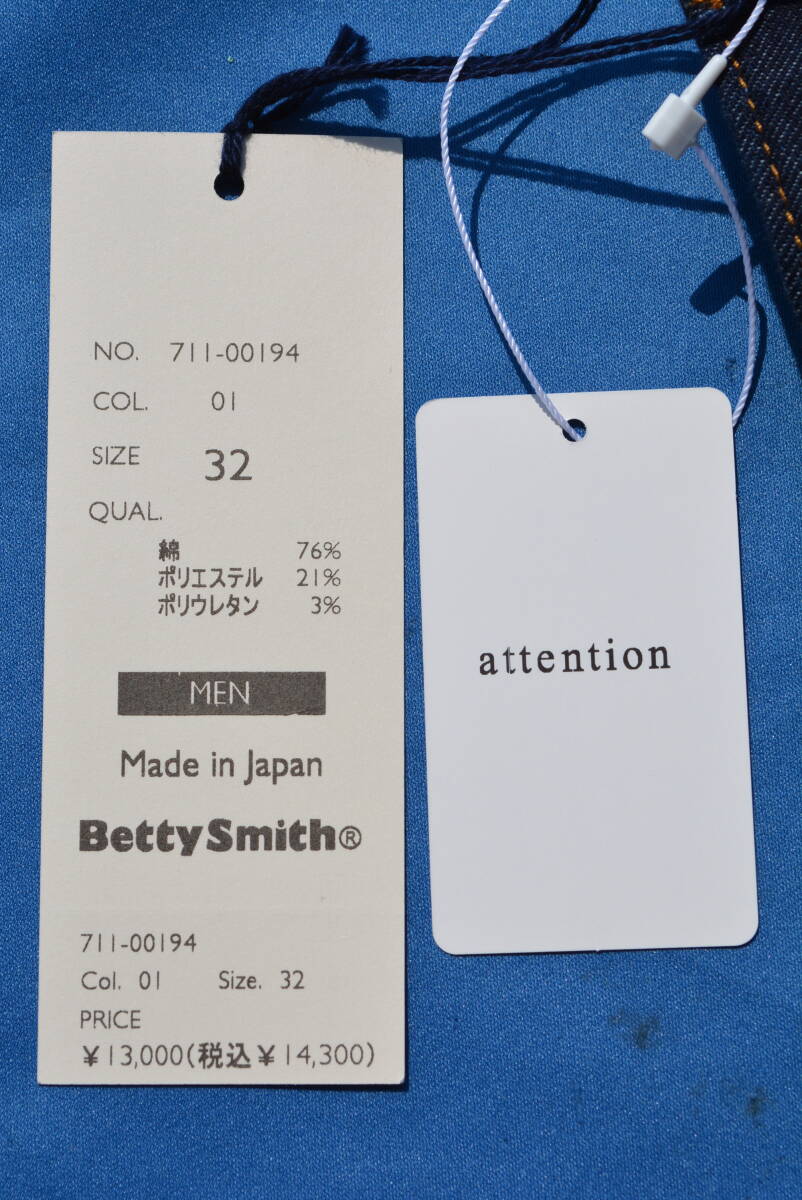 NO. 711-00194
COL. 01
SIZE 32
QUAL.
綿 76%
ポリエステル 21%
ポリウレタン 3%
MEN
Made in Japan
BettySmith®
711-00194
Col. 01 Size. 32
PRICE
¥13,000(税込¥14,300)
attention